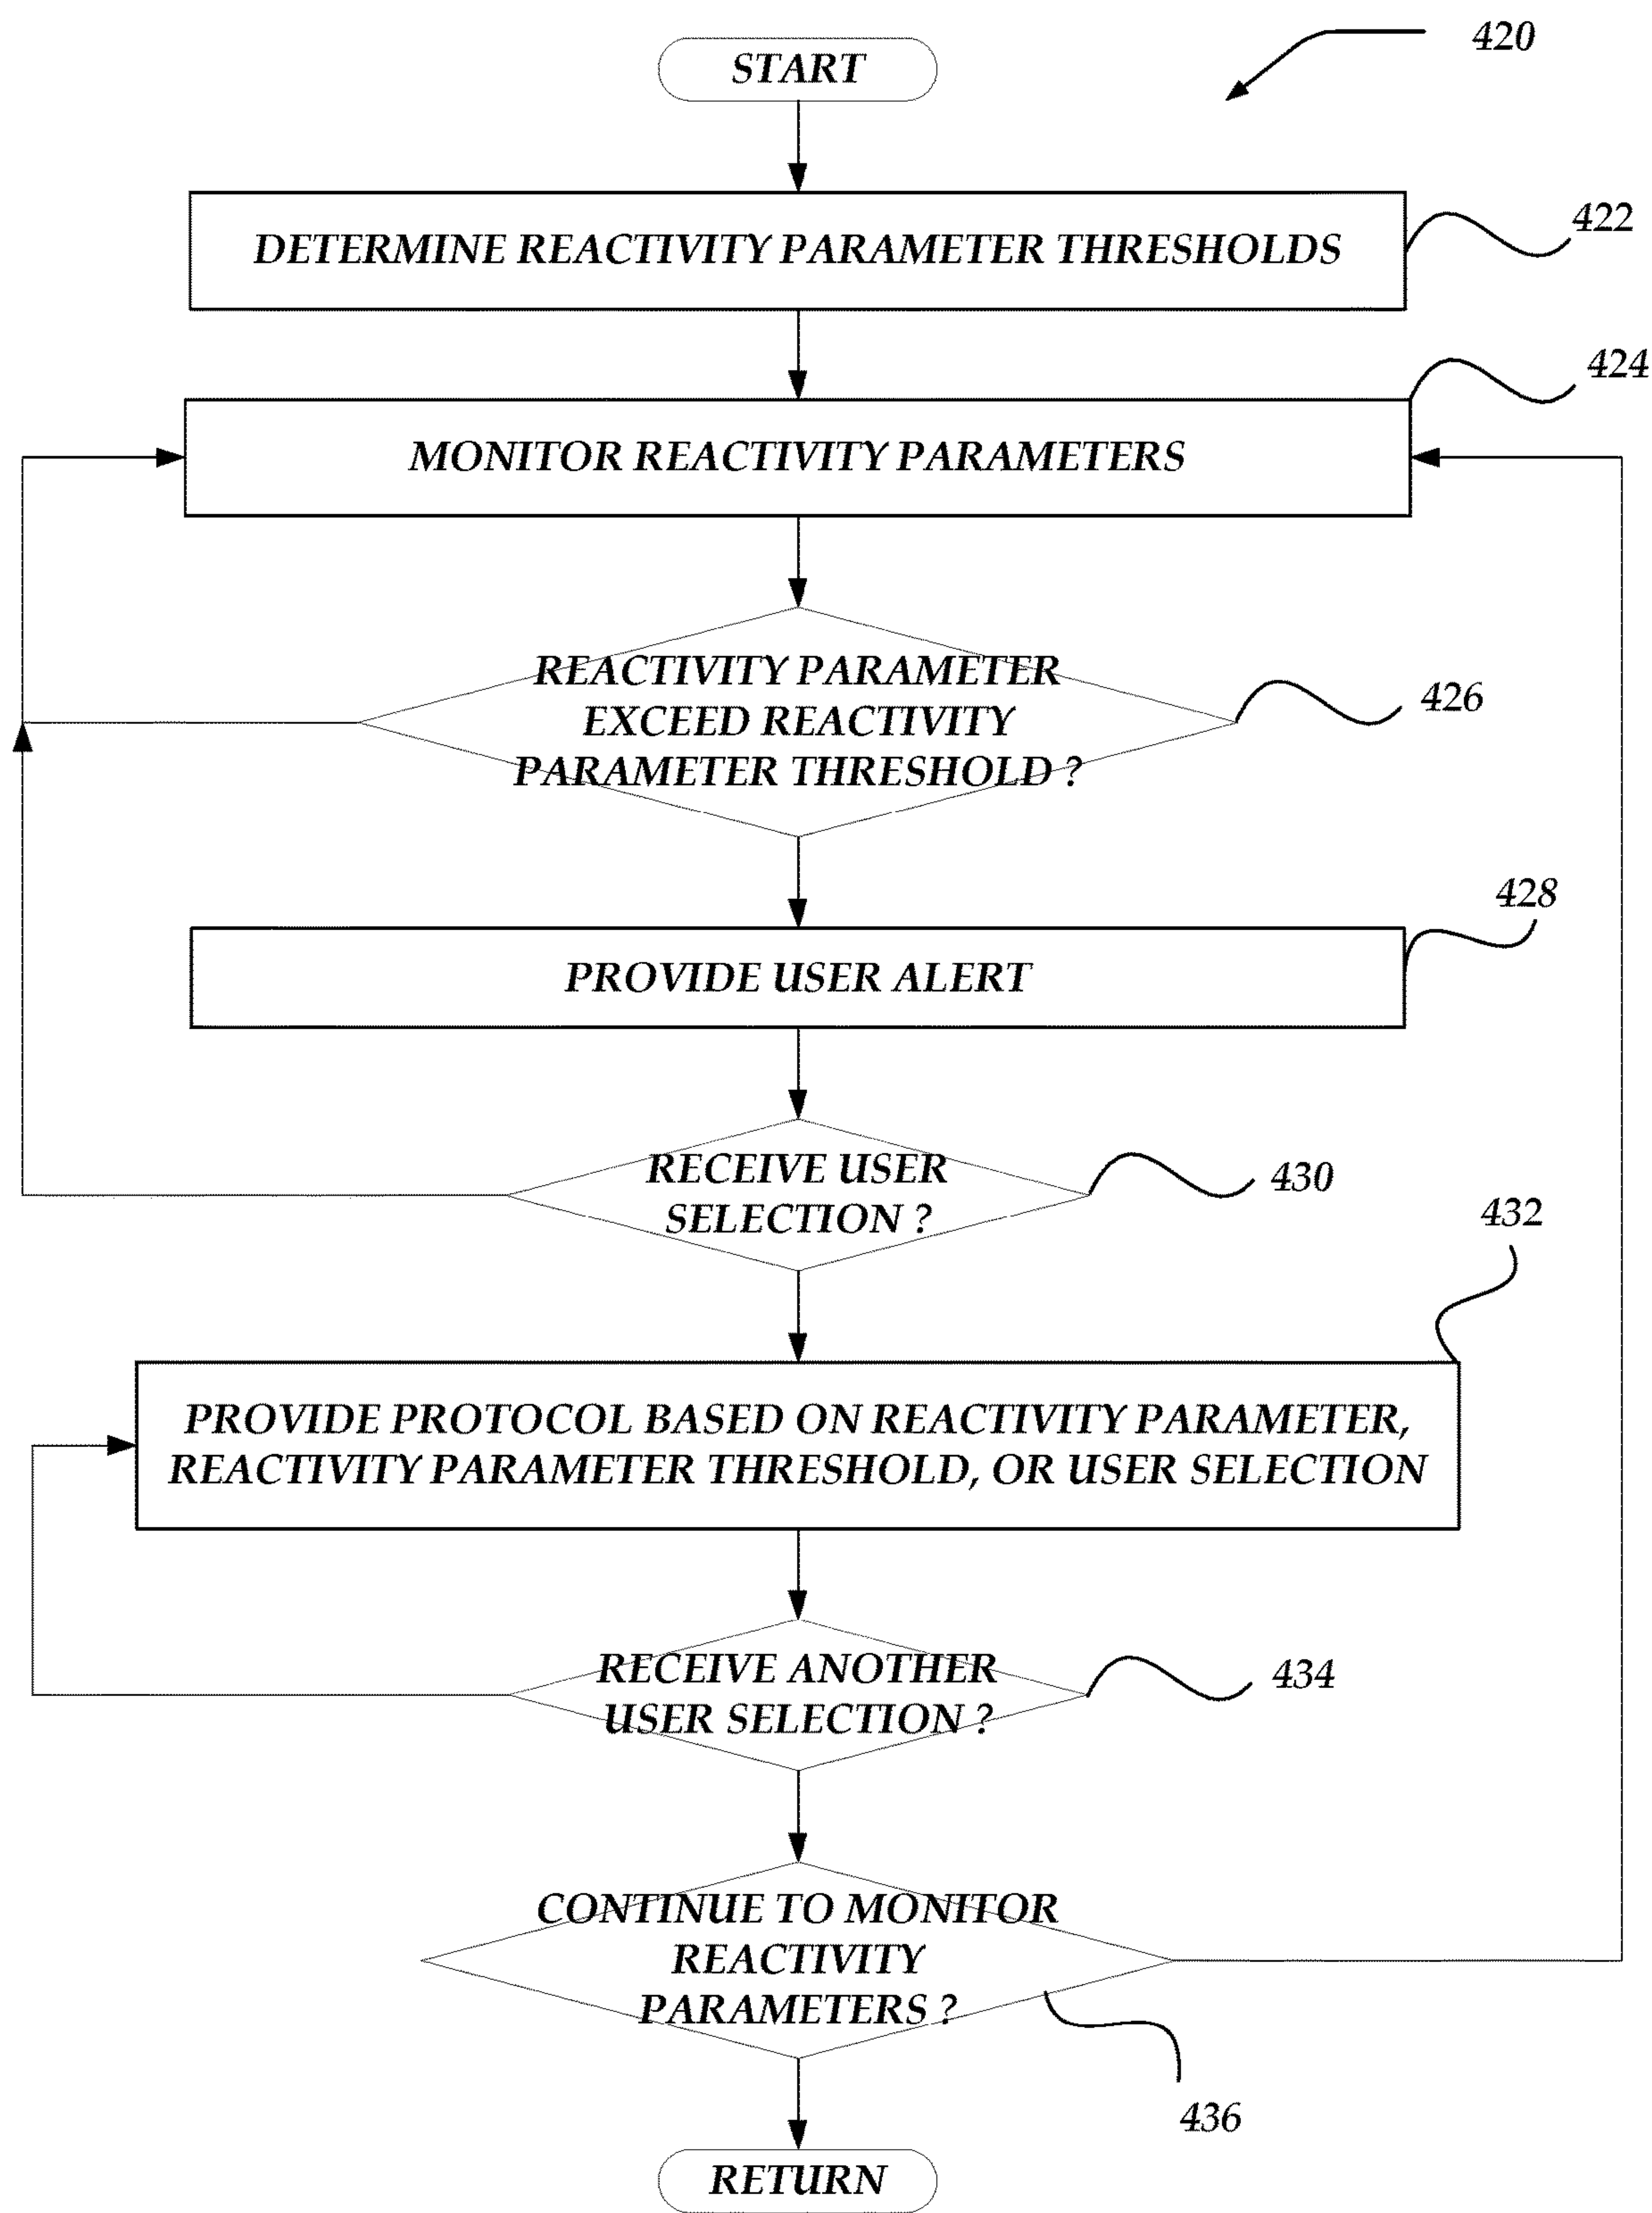 420
START
422
DETERMINE REACTIVITY PARAMETER THRESHOLDS
424
MONITOR REACTIVITY PARAMETERS
REACTIVITY PARAMETER
EXCEED REACTIVITY
PARAMETER THRESHOLD ?
426
428
PROVIDE USER ALERT
RECEIVE USER
SELECTION ?
430
432
PROVIDE PROTOCOL BASED ON REACTIVITY PARAMETER,
REACTIVITY PARAMETER THRESHOLD, OR USER SELECTION
RECEIVE ANOTHER
USER SELECTION ?
434
CONTINUE TO MONITOR
REACTIVITY
PARAMETERS ?
436
RETURN